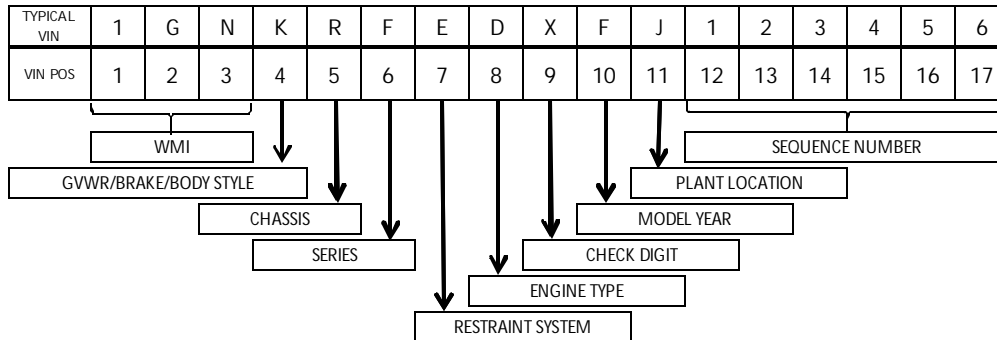 TYPICAL VIN 1 G N K R F E D X F J 1 2 3 4 5 6
VIN POS 1 2 3 4 5 6 7 8 9 10 11 12 13 14 15 16 17
WMI SEQUENCE NUMBER
GVWR/BRAKE/BODY STYLE PLANT LOCATION
CHASSIS MODEL YEAR
SERIES CHECK DIGIT
ENGINE TYPE
RESTRAINT SYSTEM